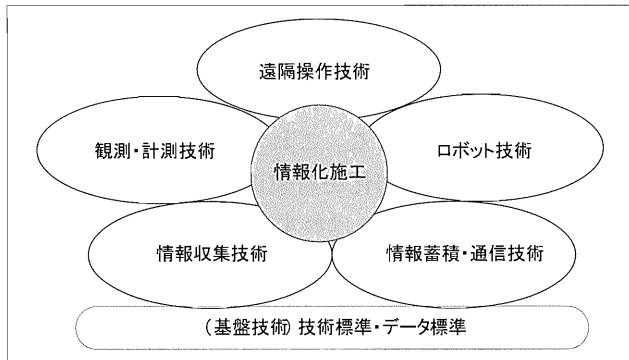 遠隔操作技術
観測・計測技術
ロボット技術
情報化施工
情報収集技術
情報蓄積・通信技術
(基盤技術) 技術標準・データ標準